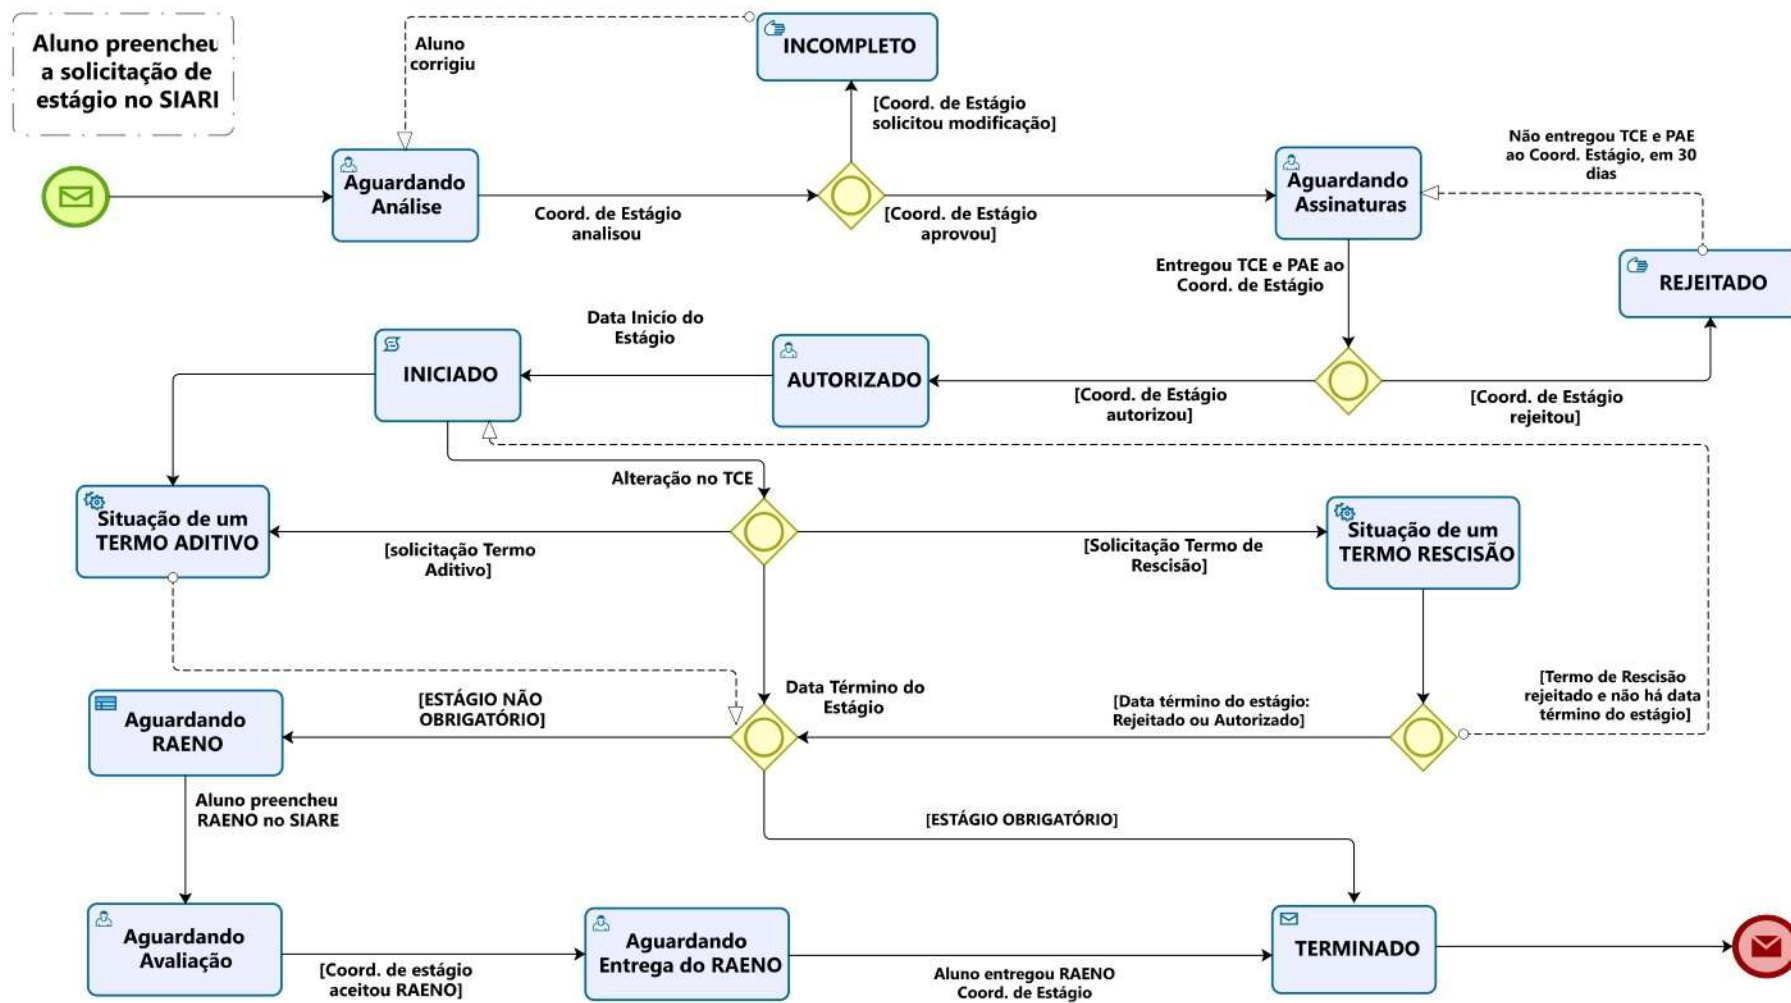 Aluno preencheu
a solicitação de
estágio no SIARI
Aluno
corrigiu
INCOMPLETO
[Coord. de Estágio
solicitou modificação]
Aguardando
Análise
Coord. de Estágio
analisou
[Coord. de Estágio
aprovou]
Aguardando
Assinaturas
Não entregou TCE e PAE
ao Coord. Estágio, em 30
dias
Entregou TCE e PAE ao
Coord. de Estágio
REJEITADO
INICIADO
Data Inicío do
Estágio
AUTORIZADO
[Coord. de Estágio
autorizou]
[Coord. de Estágio
rejeitou]
Alteração no TCE
Situação de um
TERMO ADITIVO
[solicitação Termo
Aditivo]
[Solicitação Termo de
Rescisão]
Situação de um
TERMO RESCISÃO
Aguardando
RAENO
[ESTÁGIO NÃO
OBRIGATÓRIO]
Data Término do
Estágio
[Data término do estágio:
Rejeitado ou Autorizado]
[Termo de Rescisão
rejeitado e não há data
término do estágio]
Aluno preencheu
RAENO no SIARE
[ESTÁGIO OBRIGATÓRIO]
Aguardando
Avaliação
[Coord. de estágio
aceitou RAENO]
Aguardando
Entrega do RAENO
Aluno entregou RAENO
Coord. de Estágio
TERMINADO